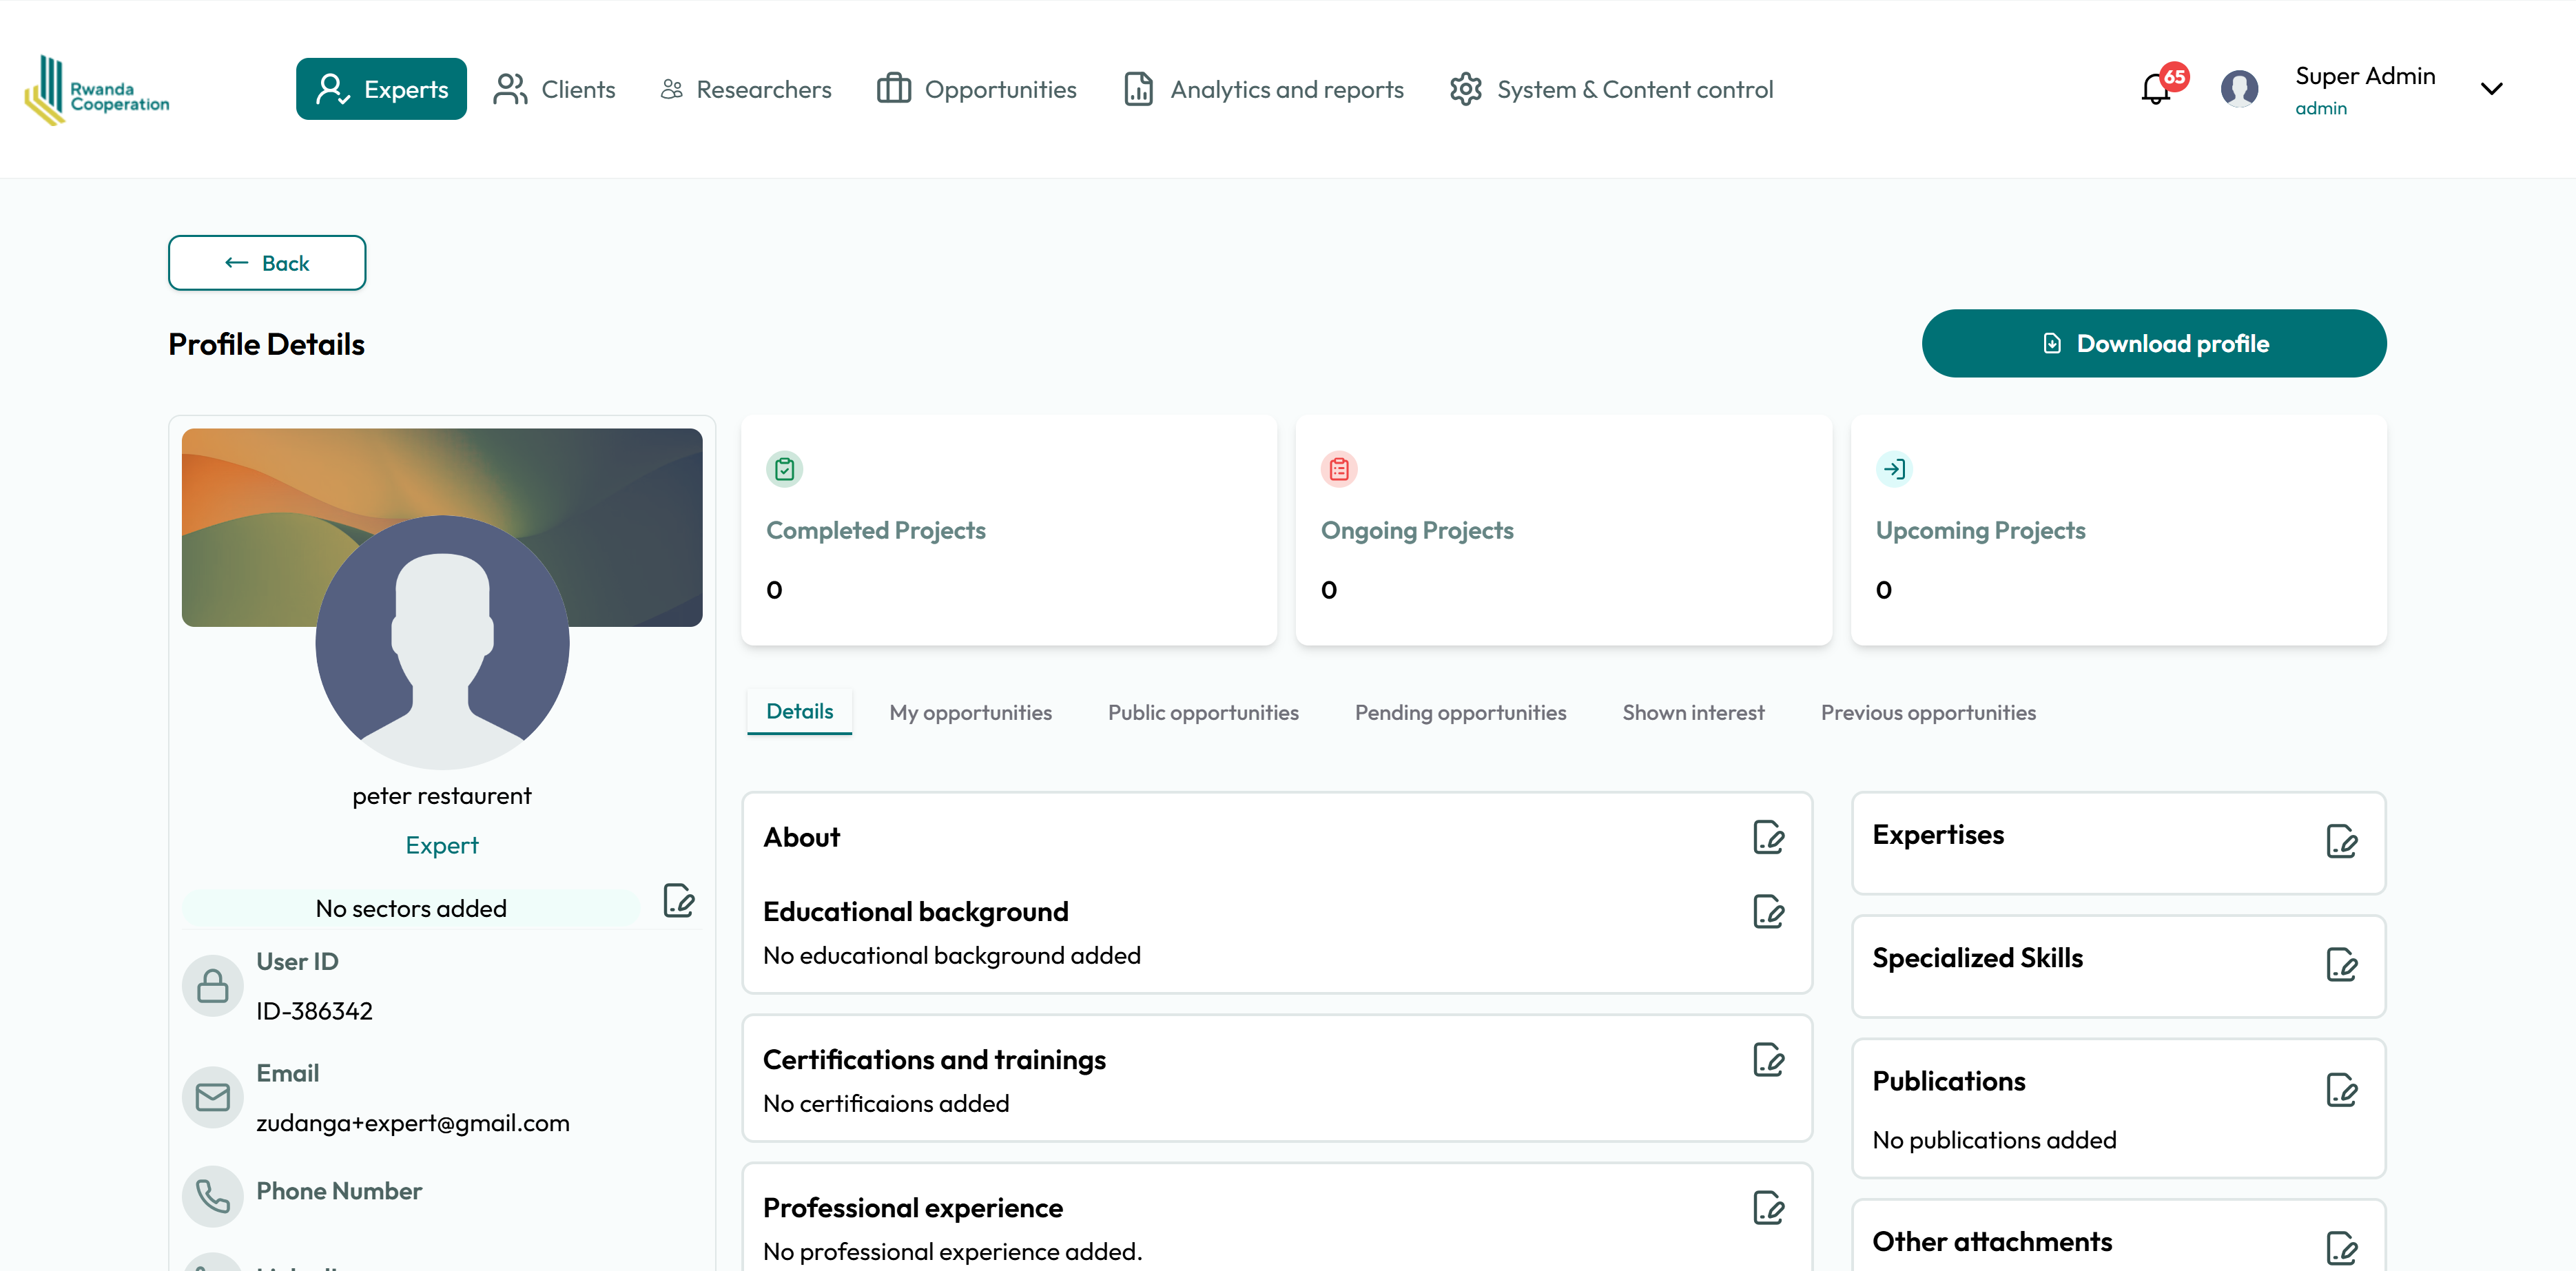 Rwanda
Cooperation
Experts
Clients
Researchers
Opportunities
Analytics and reports
System & Content control
65
Super Admin
admin
Back
Profile Details
Download profile
Completed Projects
0
Ongoing Projects
0
Upcoming Projects
0
peter restaurent
Expert
No sectors added
User ID
ID-386342
Email
zudanga+expert@gmail.com
Phone Number
Details
My opportunities
Public opportunities
Pending opportunities
Shown interest
Previous opportunities
About
Educational background
No educational background added
Certifications and trainings
No certificaions added
Professional experience
No professional experience added.
Expertises
Specialized Skills
Publications
No publications added
Other attachments